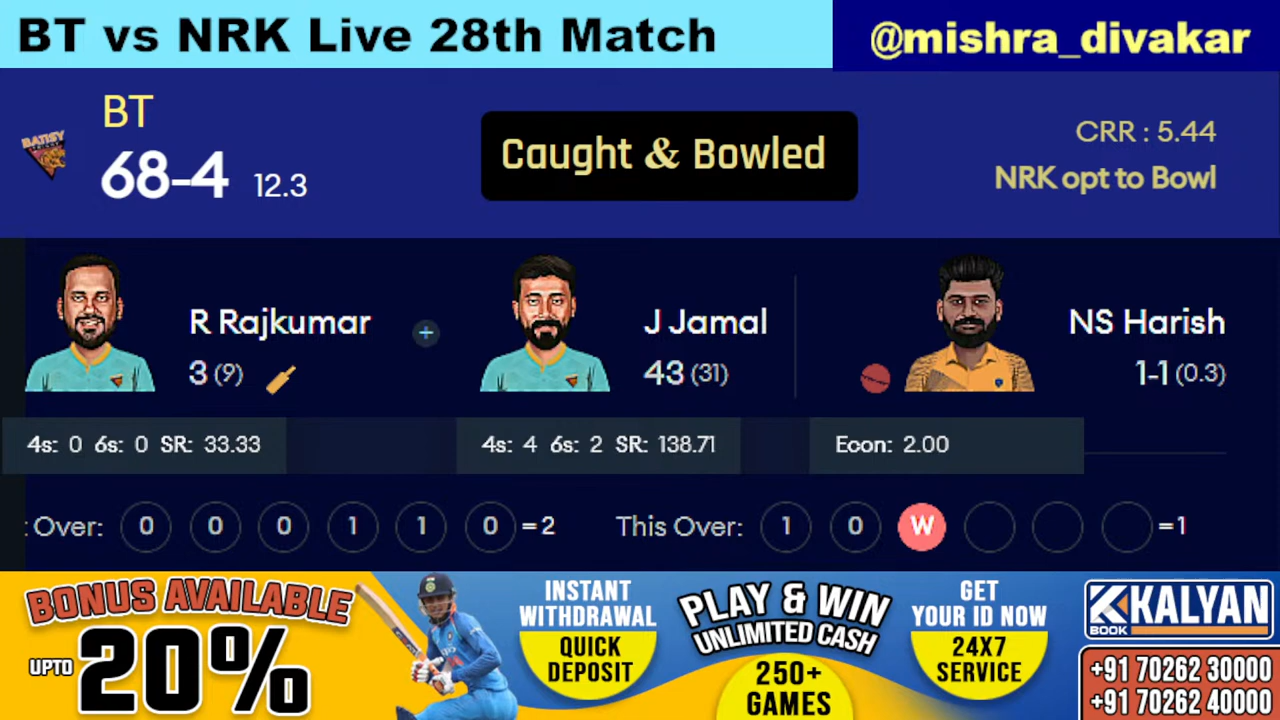 BT vs NRK Live 28th Match
@mishra_divakar
BATISY
BT
68-4 12.3
Caught & Bowled
CRR : 5.44
NRK opt to Bowl
R Rajkumar
3 (9)
+
J Jamal
43 (31)
NS Harish
1-1 (0.3)
4s: 0 6s: 0 SR: 33.33
4s: 4 6s: 2 SR: 138.71
Econ: 2.00
: Over: 0 0 0 1 1 0 =2
This Over: 1 0 W =1
BONUS AVAILABLE
UPTO 20%
INSTANT
WITHDRAWAL
QUICK
DEPOSIT
PLAY & WIN
UNLIMITED CASH
250+
GAMES
GET
YOUR ID NOW
24X7
SERVICE
K KALYAN
BOOK
+91 70262 30000
+91 70262 40000